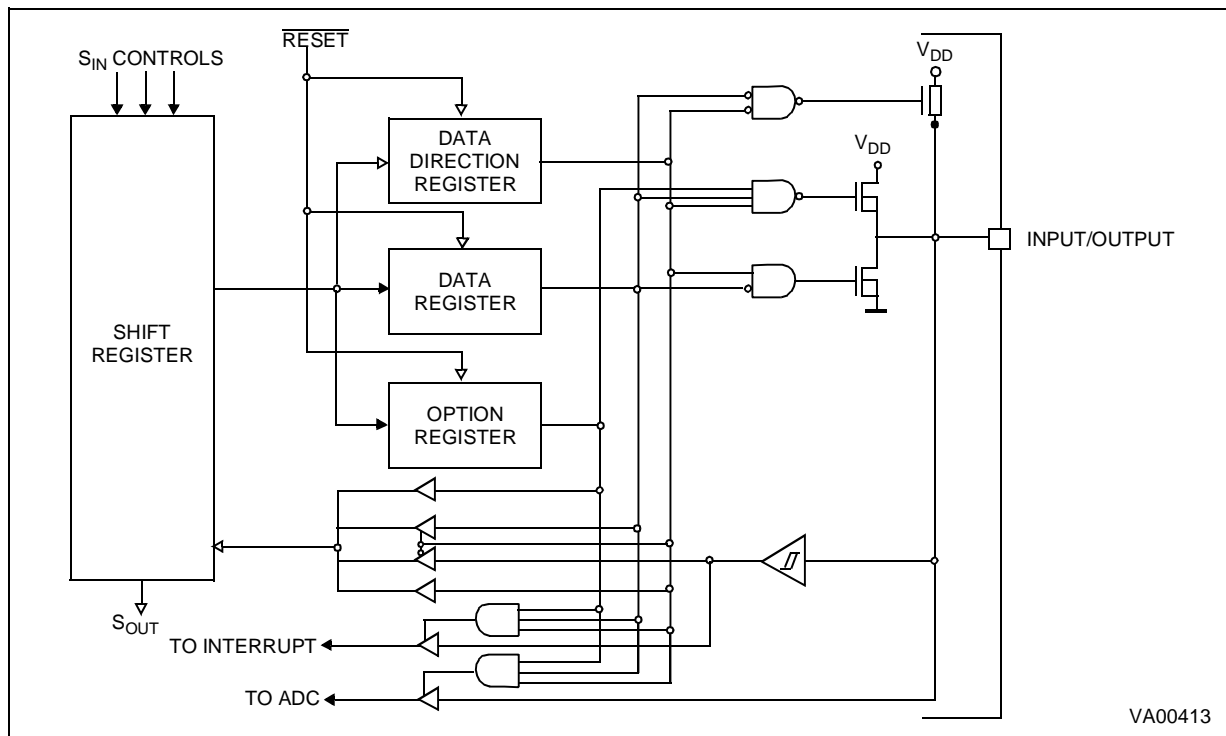 RESET
S_IN CONTROLS
V_DD
DATA
DIRECTION
REGISTER
V_DD
INPUT/OUTPUT
DATA
REGISTER
SHIFT
REGISTER
OPTION
REGISTER
S_OUT
TO INTERRUPT
TO ADC
VA00413